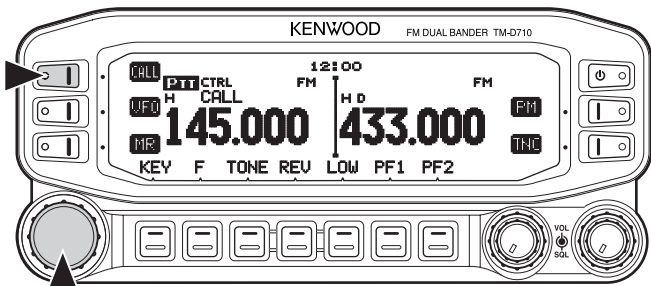 KENWOOD FM DUAL BANDER TM-D710
12:00
CALL PTT CTRL FM FM
H CALL H D
VFO 145.000 433.000 PM
MR TNC
KEY F TONE REV LOW PF1 PF2
VOL
SQL